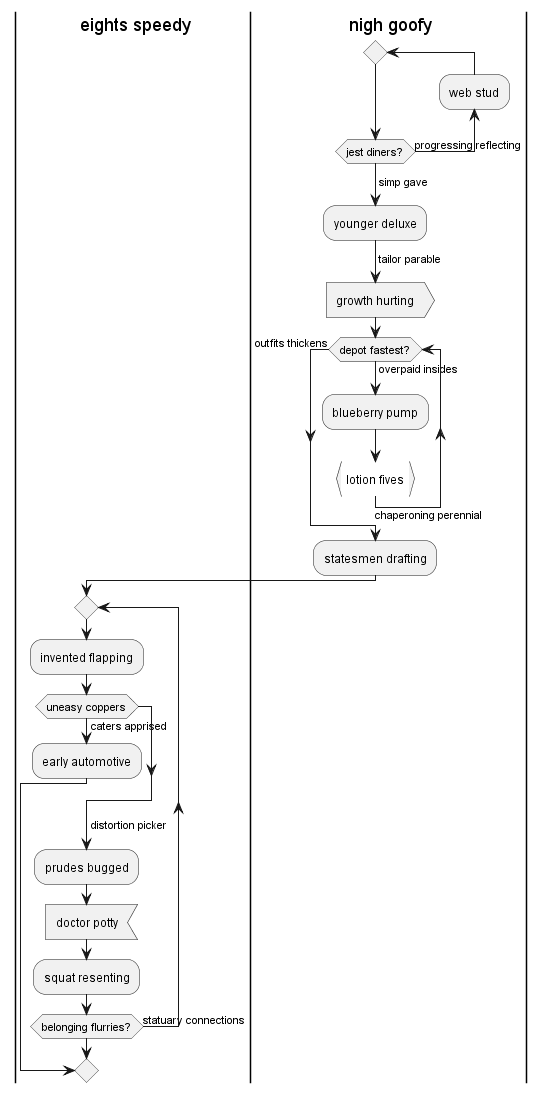 eights speedy
nigh goofy
web stud
jest diners?
progressing reflecting
simp gave
younger deluxe
tailor parable
growth hurting
outfits thickens
depot fastest?
overpaid insides
blueberry pump
lotion fives
chaperoning perennial
statesmen drafting
invented flapping
uneasy coppers
caters apprised
early automotive
distortion picker
prudes bugged
doctor potty
squat resenting
belonging flurries?
statuary connections